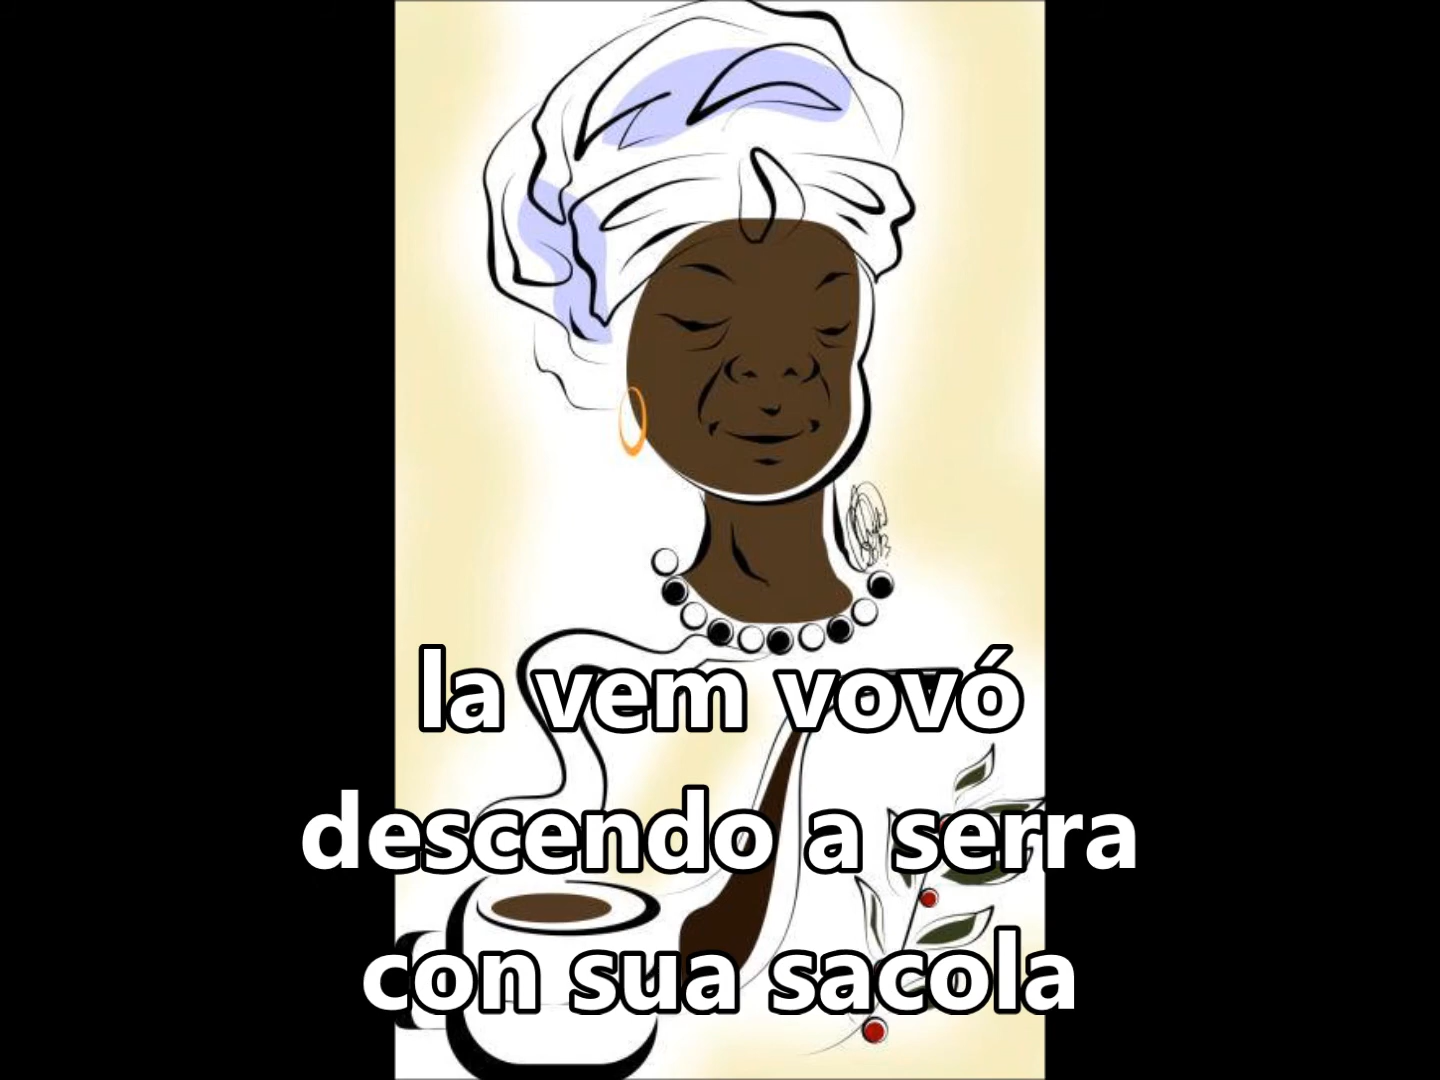 la vem vovó
descendo a serra
con sua sacola